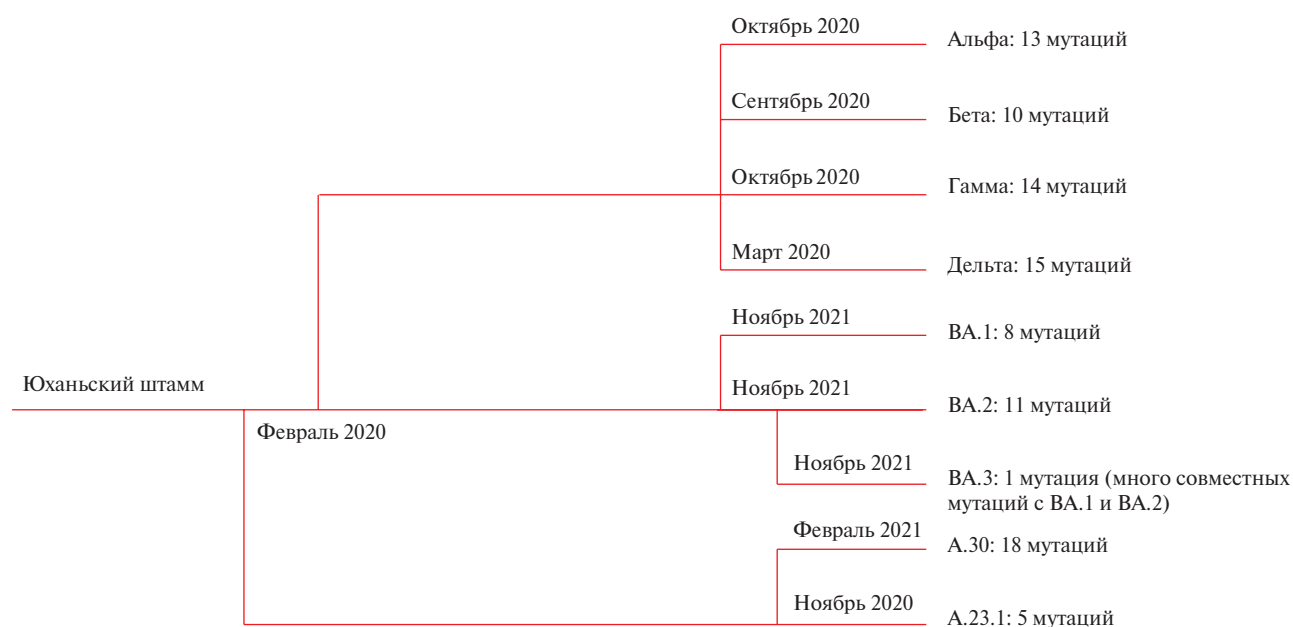 Октябрь 2020
Альфа: 13 мутаций
Сентябрь 2020
Бета: 10 мутаций
Октябрь 2020
Гамма: 14 мутаций
Март 2020
Дельта: 15 мутаций
Ноябрь 2021
BA.1: 8 мутаций
Юханьский штамм
Ноябрь 2021
BA.2: 11 мутаций
Февраль 2020
Ноябрь 2021
BA.3: 1 мутация (много совместных
мутаций с BA.1 и BA.2)
Февраль 2021
A.30: 18 мутаций
Ноябрь 2020
A.23.1: 5 мутаций